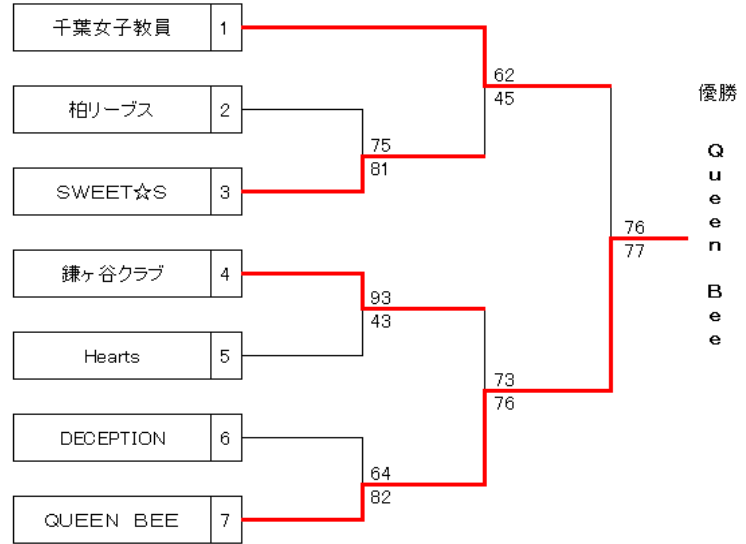 千葉女子教員 1
62
45
優勝
柏リーブス 2
75
81
SWEET☆S 3
Queen Bee
76
77
鎌ヶ谷クラブ 4
93
43
Hearts 5
73
76
DECEPTION 6
64
82
QUEEN BEE 7